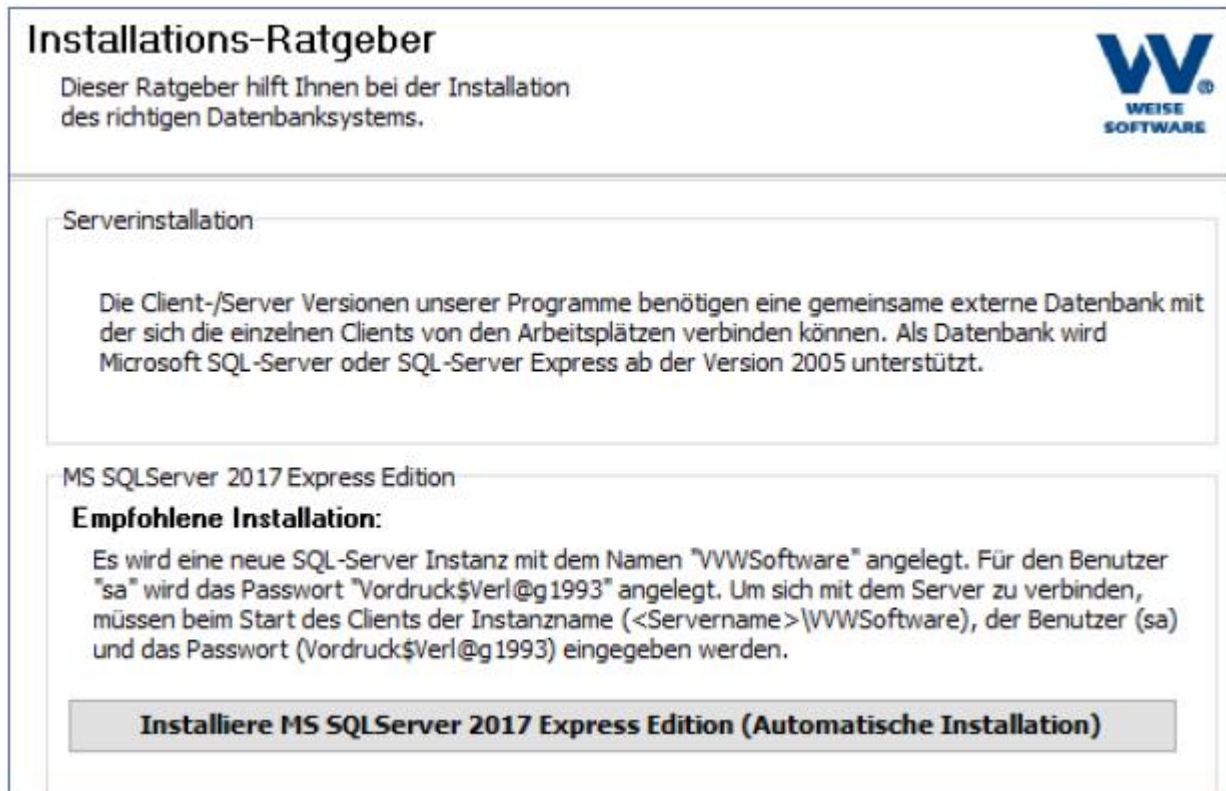 Installations-Ratgeber
Dieser Ratgeber hilft Ihnen bei der Installation
des richtigen Datenbanksystems.
W®
WEISE
SOFTWARE
Serverinstallation
Die Client-/Server Versionen unserer Programme benötigen eine gemeinsame externe Datenbank mit
der sich die einzelnen Clients von den Arbeitsplätzen verbinden können. Als Datenbank wird
Microsoft SQL-Server oder SQL-Server Express ab der Version 2005 unterstützt.
MS SQLServer 2017 Express Edition
Empfohlene Installation:
Es wird eine neue SQL-Server Instanz mit dem Namen "VVWSoftware" angelegt. Für den Benutzer
"sa" wird das Passwort "Vordruck$Verl@g1993" angelegt. Um sich mit dem Server zu verbinden,
müssen beim Start des Clients der Instanzname (<Servername>\VVWSoftware), der Benutzer (sa)
und das Passwort (Vordruck$Verl@g1993) eingegeben werden.
Installiere MS SQLServer 2017 Express Edition (Automatische Installation)